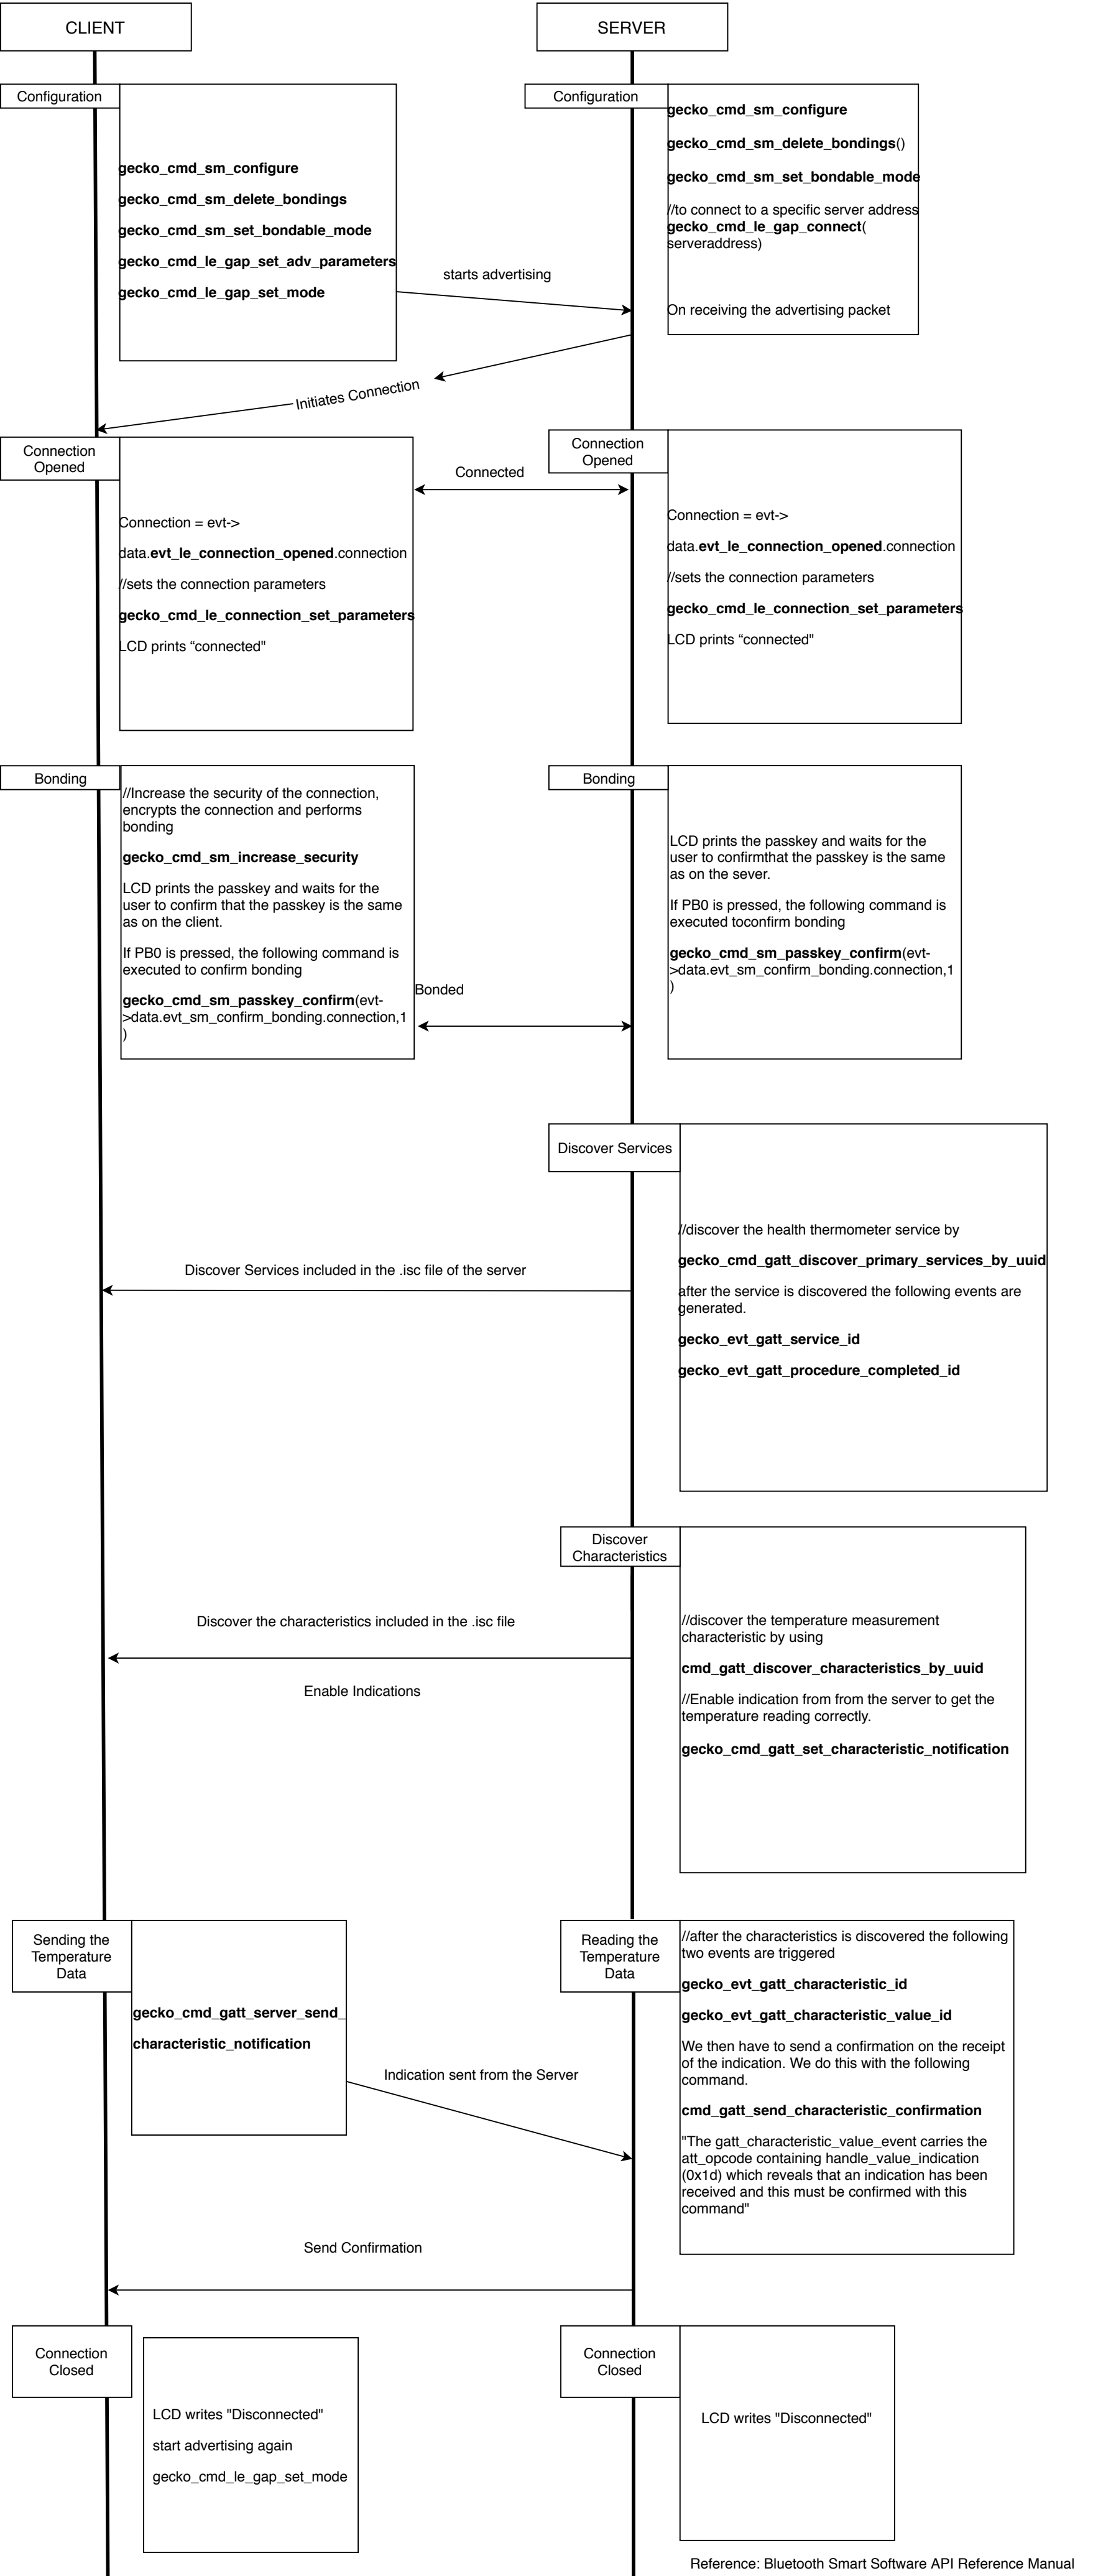 CLIENT
SERVER
Configuration
gecko_cmd_sm_configure
gecko_cmd_sm_delete_bondings
gecko_cmd_sm_set_bondable_mode
gecko_cmd_le_gap_set_adv_parameters
gecko_cmd_le_gap_set_mode
starts advertising
Configuration
gecko_cmd_sm_configure
gecko_cmd_sm_delete_bondings()
gecko_cmd_sm_set_bondable_mode
//to connect to a specific server address
gecko_cmd_le_gap_connect(
serveraddress)
On receiving the advertising packet
Initiates Connection
Connection
Opened
Connection = evt->
data.evt_le_connection_opened.connection
//sets the connection parameters
gecko_cmd_le_connection_set_parameters
LCD prints “connected"
Connected
Connection
Opened
Connection = evt->
data.evt_le_connection_opened.connection
//sets the connection parameters
gecko_cmd_le_connection_set_parameters
LCD prints “connected"
Bonding
//Increase the security of the connection,
encrypts the connection and performs
bonding
gecko_cmd_sm_increase_security
LCD prints the passkey and waits for the
user to confirm that the passkey is the same
as on the client.
If PB0 is pressed, the following command is
executed to confirm bonding
gecko_cmd_sm_passkey_confirm(evt-
>data.evt_sm_confirm_bonding.connection,1
)
Bonded
Bonding
LCD prints the passkey and waits for the
user to confirmthat the passkey is the same
as on the sever.
If PB0 is pressed, the following command is
executed toconfirm bonding
gecko_cmd_sm_passkey_confirm(evt-
>data.evt_sm_confirm_bonding.connection,1
)
Discover Services
//discover the health thermometer service by
gecko_cmd_gatt_discover_primary_services_by_uuid
after the service is discovered the following events are
generated.
gecko_evt_gatt_service_id
gecko_evt_gatt_procedure_completed_id
Discover Services included in the .isc file of the server
Discover
Characteristics
//discover the temperature measurement
characteristic by using
cmd_gatt_discover_characteristics_by_uuid
//Enable indication from from the server to get the
temperature reading correctly.
gecko_cmd_gatt_set_characteristic_notification
Discover the characteristics included in the .isc file
Enable Indications
Sending the
Temperature
Data
gecko_cmd_gatt_server_send_
characteristic_notification
Indication sent from the Server
Reading the
Temperature
Data
//after the characteristics is discovered the following
two events are triggered
gecko_evt_gatt_characteristic_id
gecko_evt_gatt_characteristic_value_id
We then have to send a confirmation on the receipt
of the indication. We do this with the following
command.
cmd_gatt_send_characteristic_confirmation
"The gatt_characteristic_value_event carries the
att_opcode containing handle_value_indication
(0x1d) which reveals that an indication has been
received and this must be confirmed with this
command"
Send Confirmation
Connection
Closed
LCD writes "Disconnected"
start advertising again
gecko_cmd_le_gap_set_mode
Connection
Closed
LCD writes "Disconnected"
Reference: Bluetooth Smart Software API Reference Manual